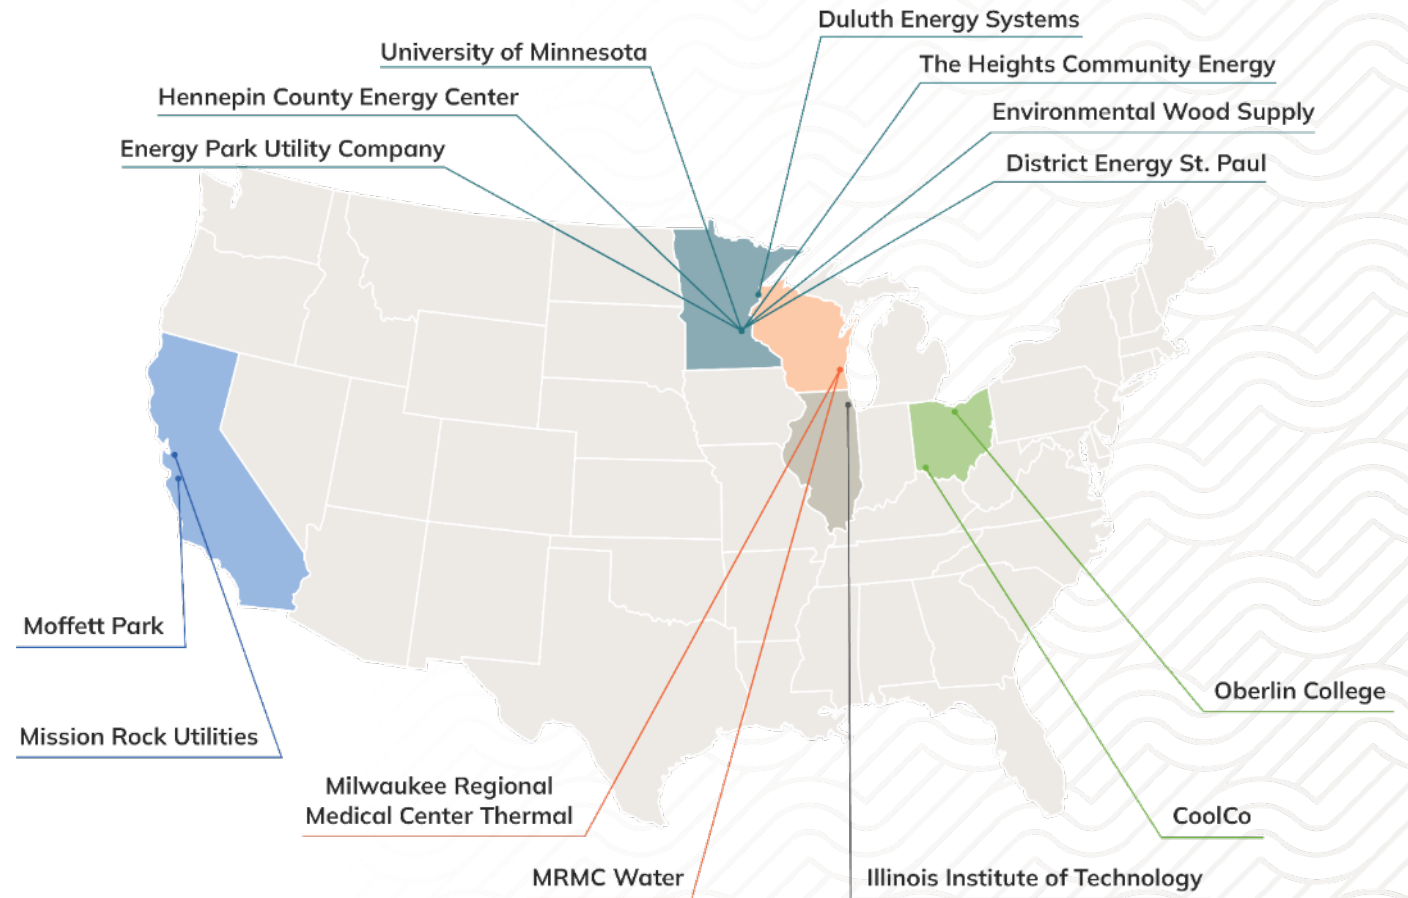 Duluth Energy Systems
University of Minnesota
The Heights Community Energy
Hennepin County Energy Center
Environmental Wood Supply
Energy Park Utility Company
District Energy St. Paul
Moffett Park
Mission Rock Utilities
Oberlin College
Milwaukee Regional
Medical Center Thermal
CoolCo
MRMC Water
Illinois Institute of Technology